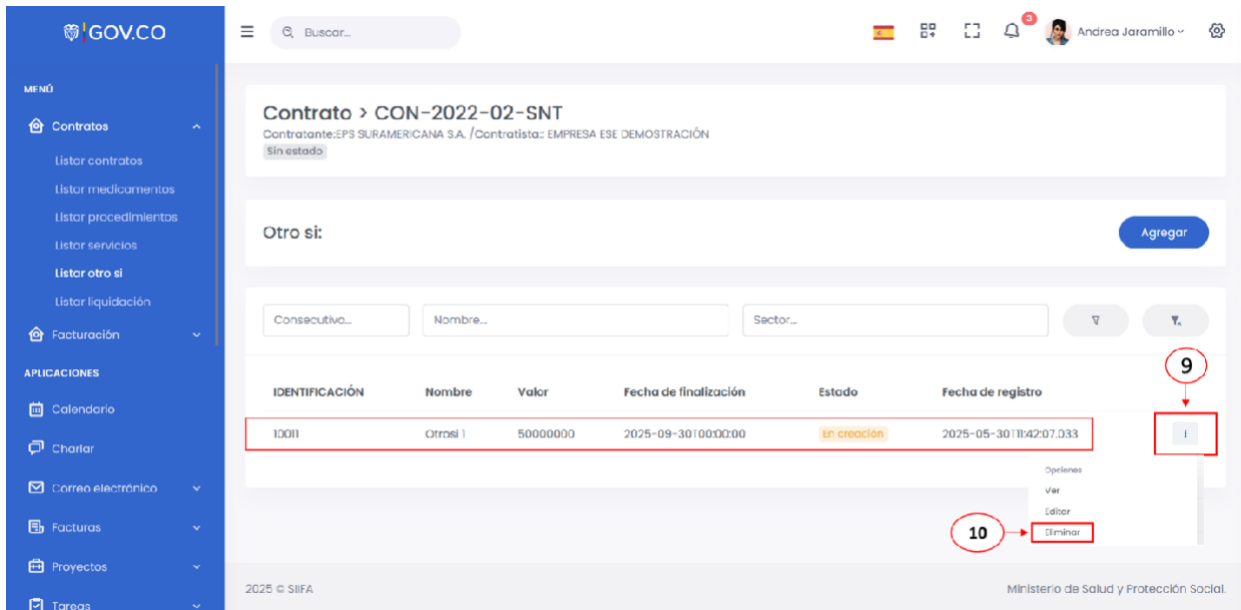 GOV.CO
Buscar...
3
Andrea Jaramillo
MENÚ
Contratos
Listar contratos
Listar medicamentos
Listar procedimientos
Listar servicios
Listar otro si
Listar liquidación
Facturación
APLICACIONES
Calendario
Charlar
Correo electrónico
Facturas
Proyectos
Tareas
Contrato > CON-2022-02-SNT
Contratante:EPS SURAMERICANA S.A. /Contratista:: EMPRESA ESE DEMOSTRACIÓN
Sin estado
Otro si:
Agregar
Consecutivo...
Nombre...
Sector...
9
IDENTIFICACIÓN Nombre Valor Fecha de finalización Estado Fecha de registro
10011 Otrosi 1 50000000 2025-09-30T00:00:00 En creación 2025-05-30T11:42:07.033
Opciones
Ver
Editar
10
Eliminar
2025 © SIIFA
Ministerio de Salud y Protección Social.